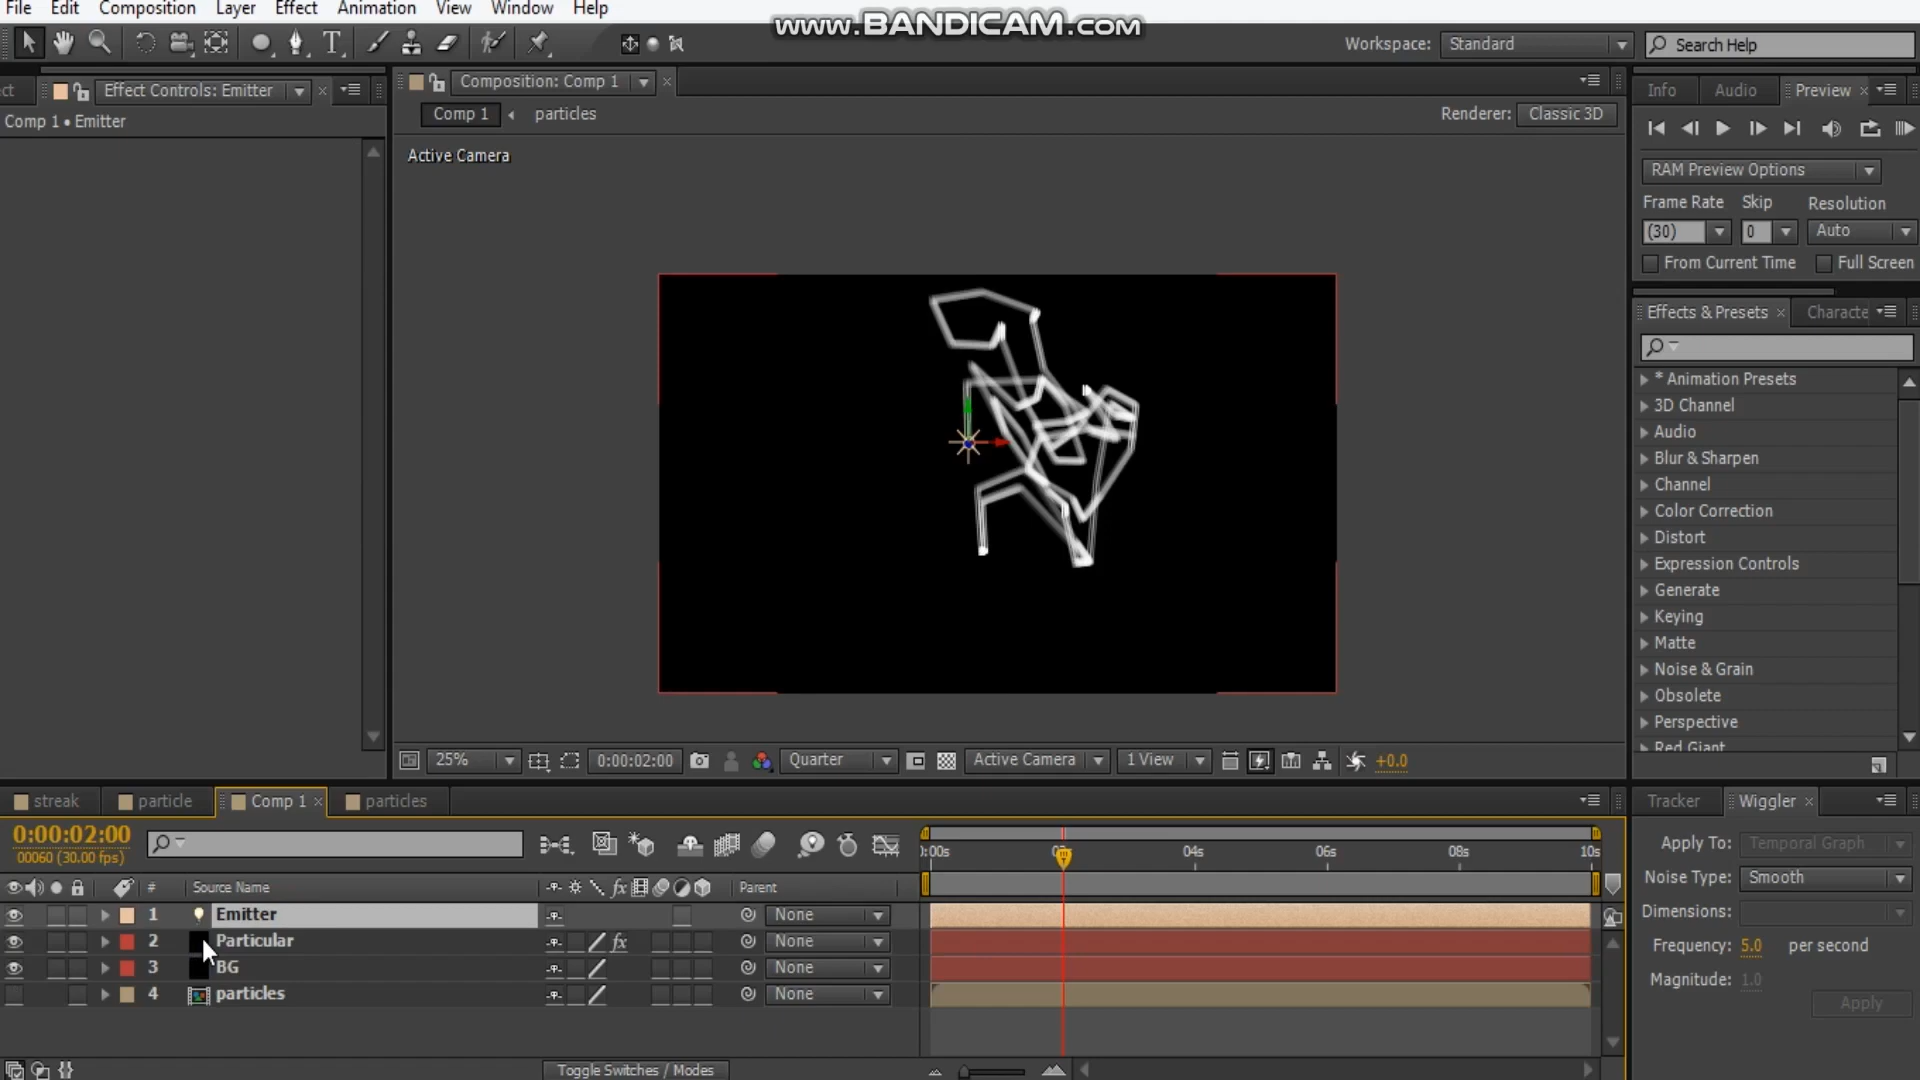 File Edit Composition Layer Effect Animation View Window Help
www.BANDICAM.com
Workspace: Standard
Search Help
ct
Effect Controls: Emitter
Composition: Comp 1
Info Audio Preview
Comp 1 • Emitter
Comp 1 particles
Renderer: Classic 3D
Active Camera
RAM Preview Options
Frame Rate Skip Resolution
(30) 0 Auto
From Current Time Full Screen
Effects & Presets Characte
* Animation Presets
3D Channel
Audio
Blur & Sharpen
Channel
Color Correction
Distort
Expression Controls
Generate
Keying
Matte
Noise & Grain
Obsolete
Perspective
Red Giant
25% 0:00:02:00 Quarter Active Camera 1 View +0.0
streak particle Comp 1 particles
Tracker Wiggler
0:00:02:00
00060 (30.00 fps)
):00s 04s 06s 08s 10s
Apply To: Temporal Graph
Noise Type: Smooth
Dimensions:
Frequency: 5.0 per second
Magnitude: 1.0
Apply
# Source Name fx Parent
1 Emitter None
2 Particular fx None
3 BG None
4 particles None
Toggle Switches / Modes